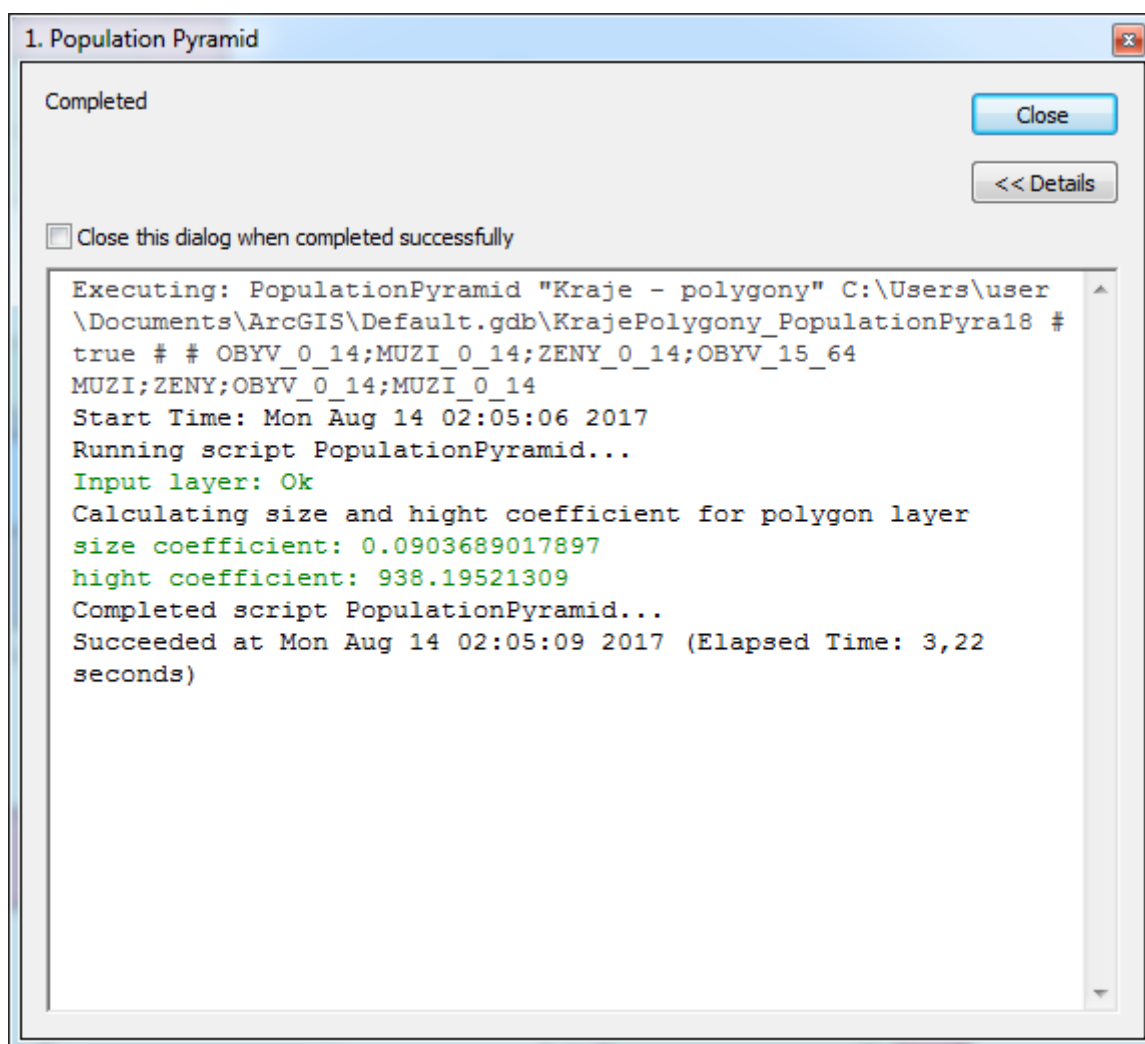 1. Population Pyramid
Completed
Close
<< Details
Close this dialog when completed successfully
Executing: PopulationPyramid "Kraje – polygony" C:\Users\user
\Documents\ArcGIS\Default.gdb\KrajePolygony_PopulationPyra18 #
true # # OBYV_0_14;MUZI_0_14;ZENY_0_14;OBYV_15_64
MUZI;ZENY;OBYV_0_14;MUZI_0_14
Start Time: Mon Aug 14 02:05:06 2017
Running script PopulationPyramid...
Input layer: Ok
Calculating size and hight coefficient for polygon layer
size coefficient: 0.0903689017897
hight coefficient: 938.19521309
Completed script PopulationPyramid...
Succeeded at Mon Aug 14 02:05:09 2017 (Elapsed Time: 3,22
seconds)